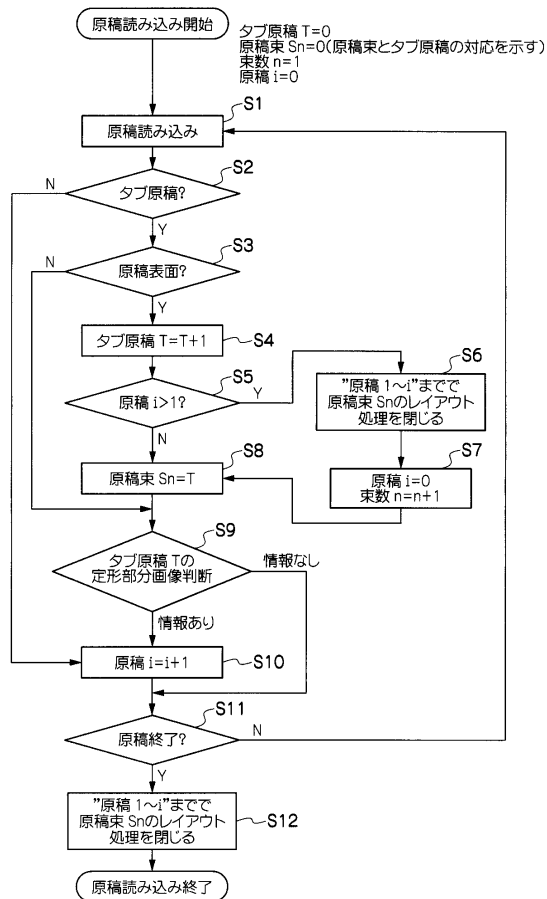 原稿読み込み開始
タブ原稿 T=0
原稿束 Sn=0(原稿束とタブ原稿の対応を示す)
束数 n=1
原稿 i=0
S1
原稿読み込み
S2
タブ原稿?
N
Y
S3
原稿表面?
N
Y
タブ原稿 T=T+1
S4
S5
原稿 i>1?
Y
N
S6
"原稿 1~i"までで
原稿束 Snのレイアウト
処理を閉じる
S7
原稿 i=0
束数 n=n+1
S8
原稿束 Sn=T
S9
タブ原稿 Tの
定形部分画像判断
情報なし
情報あり
原稿 i=i+1
S10
S11
原稿終了?
N
Y
"原稿 1~i"までで
原稿束 Snのレイアウト
処理を閉じる
S12
原稿読み込み終了